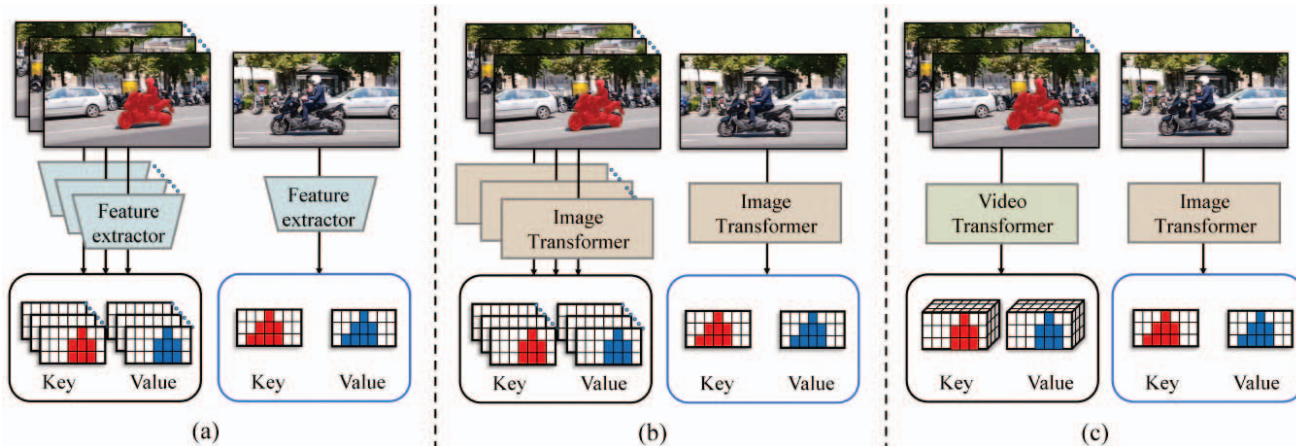 Feature
extractor
Feature
extractor
Key
Value
Key
Value
(a)
Image
Transformer
Image
Transformer
Key
Value
Key
Value
(b)
Video
Transformer
Image
Transformer
Key
Value
Key
Value
(c)